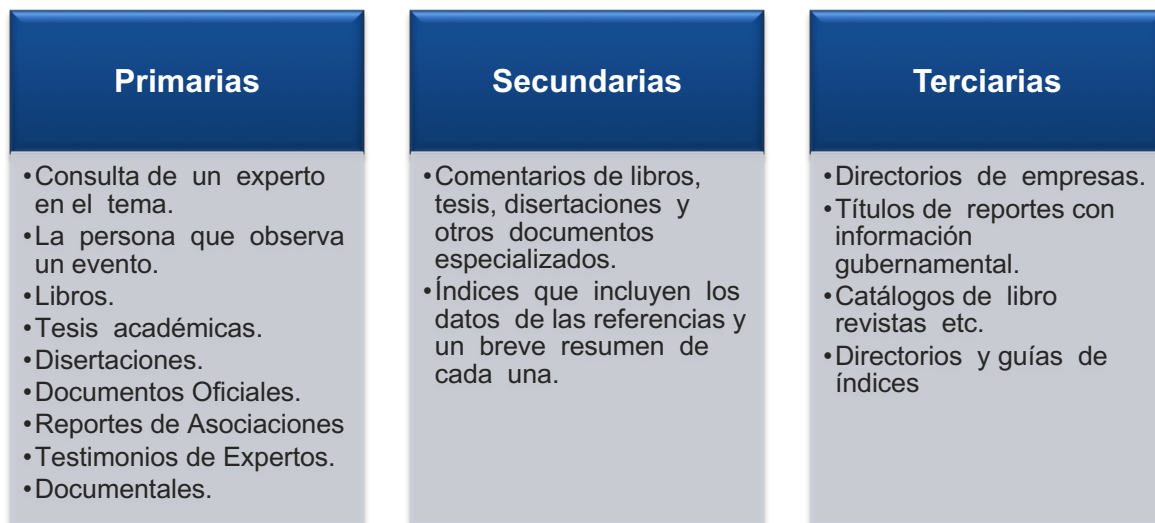 Primarias
•Consulta de un experto
en el tema.
•La persona que observa
un evento.
•Libros.
•Tesis académicas.
•Disertaciones.
•Documentos Oficiales.
•Reportes de Asociaciones
•Testimonios de Expertos.
•Documentales.
Secundarias
•Comentarios de libros,
tesis, disertaciones y
otros documentos
especializados.
•Índices que incluyen los
datos de las referencias y
un breve resumen de
cada una.
Terciarias
•Directorios de empresas.
•Títulos de reportes con
información
gubernamental.
•Catálogos de libro
revistas etc.
•Directorios y guías de
índices